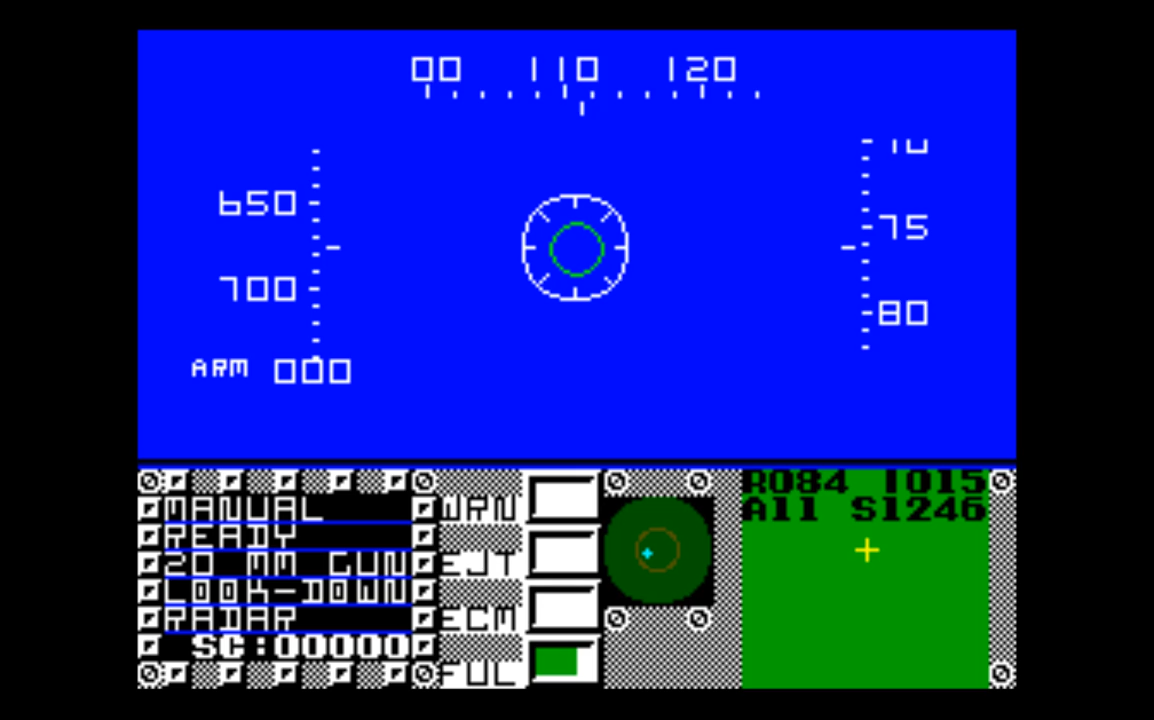 00 110 120
650
75
700
80
ARM 000
R084 T015
A11 S1246
MANUAL
READY
20 MM GUN
LOOK-DOWN
RADAR
SC:00000
WRN
EJT
ECM
FUL